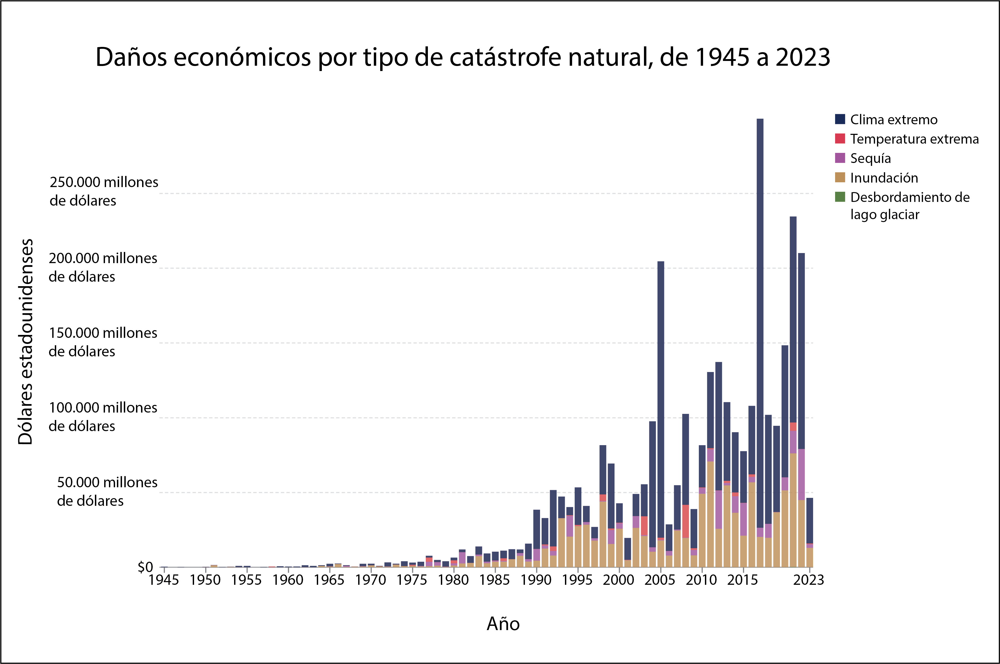 Daños económicos por tipo de catástrofe natural, de 1945 a 2023
Clima extremo
Temperatura extrema
Sequía
Inundación
Desbordamiento de
lago glaciar
Dólares estadounidenses
250.000 millones
de dólares
200.000 millones
de dólares
150.000 millones
de dólares
100.000 millones
de dólares
50.000 millones
de dólares
$0
1945 1950 1955 1960 1965 1970 1975 1980 1985 1990 1995 2000 2005 2010 2015 2023
Año